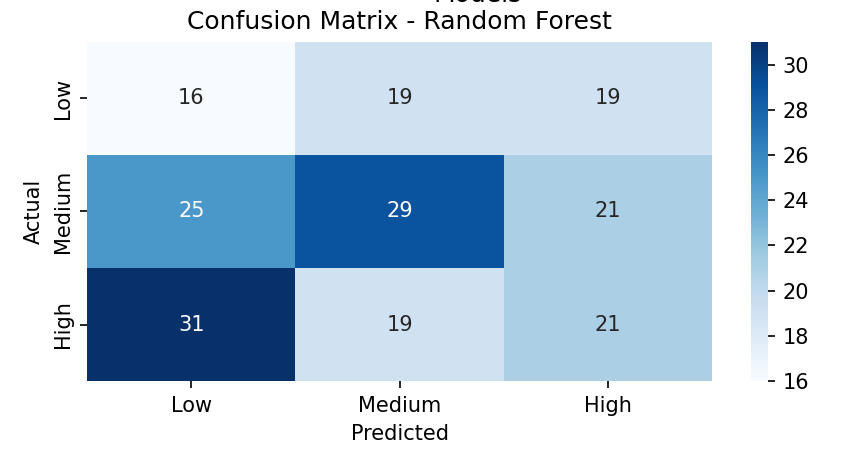 Models
Confusion Matrix - Random Forest
Low 16 19 19
Medium 25 29 21
High 31 19 21
Actual
Low Medium High
Predicted
30
28
26
24
22
20
18
16